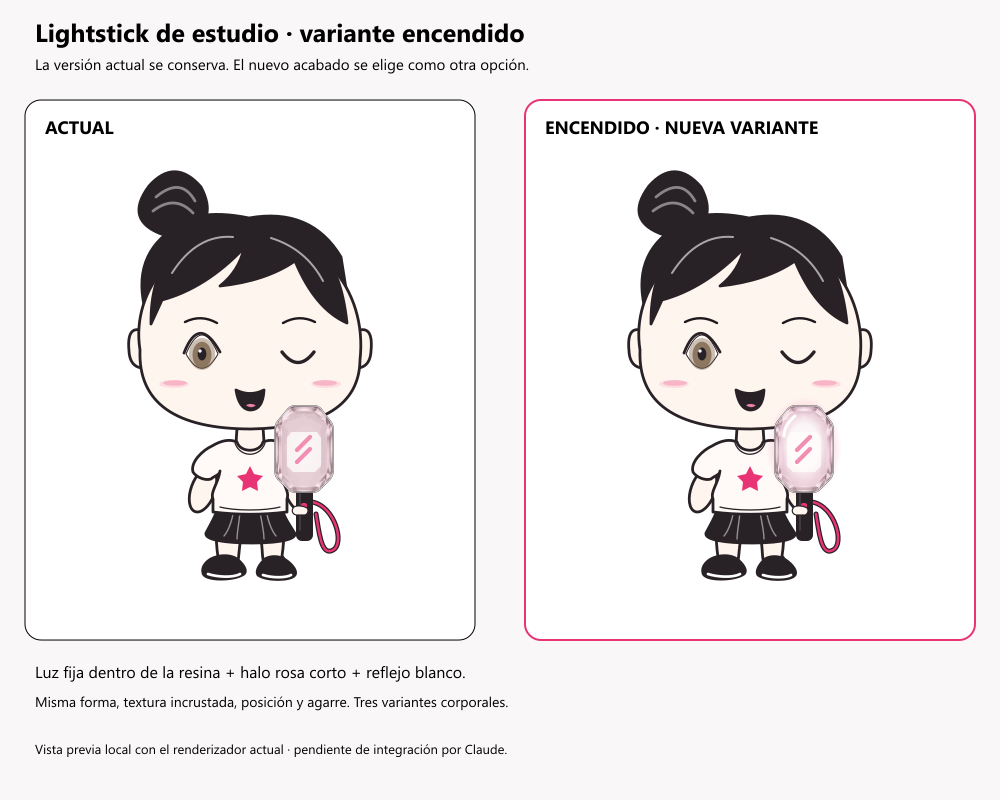 Lightstick de estudio · variante encendido
La versión actual se conserva. El nuevo acabado se elige como otra opción.
ACTUAL
ENCENDIDO · NUEVA VARIANTE
Luz fija dentro de la resina + halo rosa corto + reflejo blanco.
Misma forma, textura incrustada, posición y agarre. Tres variantes corporales.
Vista previa local con el renderizador actual · pendiente de integración por Claude.